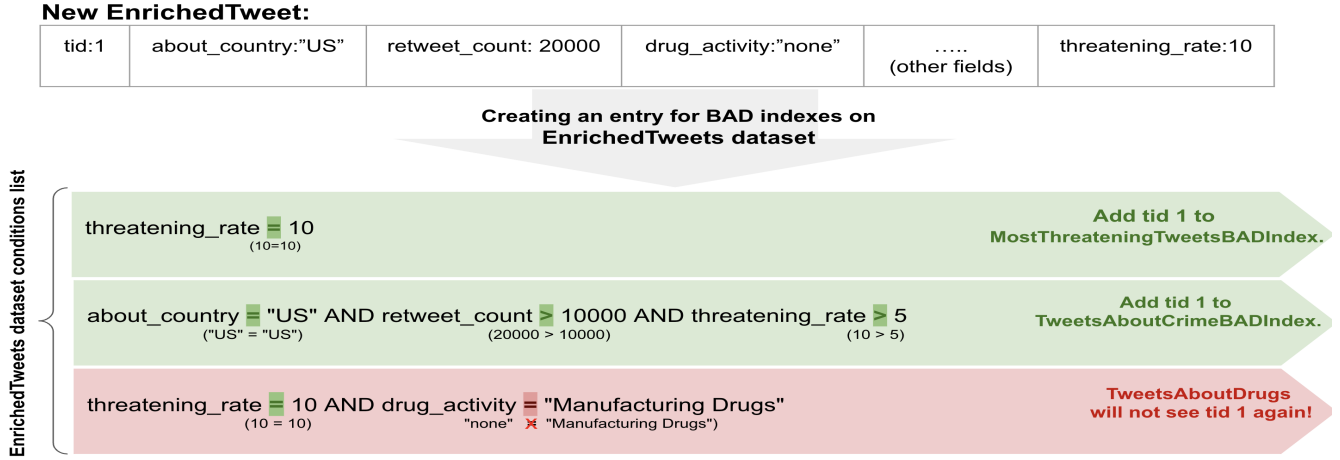 New EnrichedTweet:
tid:1 about_country:”US” retweet_count: 20000 drug_activity:”none” ..... threatening_rate:10
(other fields)
Creating an entry for BAD indexes on
EnrichedTweets dataset
EnrichedTweets dataset conditions list
threatening_rate = 10
(10=10)
Add tid 1 to
MostThreateningTweetsBADIndex.
about_country = "US" AND retweet_count > 10000 AND threatening_rate > 5
("US" = "US") (20000 > 10000) (10 > 5)
Add tid 1 to
TweetsAboutCrimeBADIndex.
threatening_rate = 10 AND drug_activity = "Manufacturing Drugs"
(10 = 10) "none" = "Manufacturing Drugs")
TweetsAboutDrugs
will not see tid 1 again!